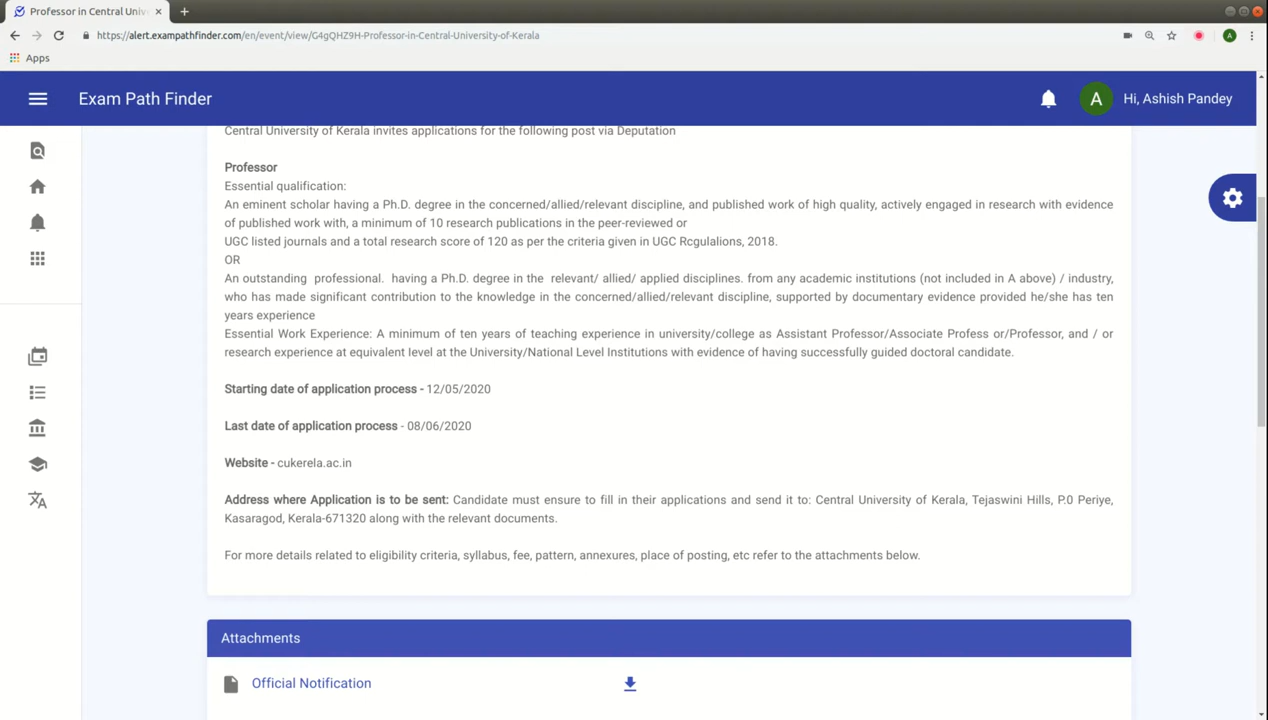 Professor in Central Univ
https://alert.exampathfinder.com/en/event/view/G4gQHZ9H-Professor-in-Central-University-of-Kerala
A
Apps
Exam Path Finder
A
Hi, Ashish Pandey
Central University of Kerala invites applications for the following post via Deputation
Professor
Essential qualification:
An eminent scholar having a Ph.D. degree in the concerned/allied/relevant discipline, and published work of high quality, actively engaged in research with evidence
of published work with, a minimum of 10 research publications in the peer-reviewed or
UGC listed journals and a total research score of 120 as per the criteria given in UGC Rcgulalions, 2018.
OR
An outstanding professional. having a Ph.D. degree in the relevant/ allied/ applied disciplines. from any academic institutions (not included in A above) / industry,
who has made significant contribution to the knowledge in the concerned/allied/relevant discipline, supported by documentary evidence provided he/she has ten
years experience
Essential Work Experience: A minimum of ten years of teaching experience in university/college as Assistant Professor/Associate Profess or/Professor, and / or
research experience at equivalent level at the University/National Level Institutions with evidence of having successfully guided doctoral candidate.
Starting date of application process - 12/05/2020
Last date of application process - 08/06/2020
Website - cukerela.ac.in
Address where Application is to be sent: Candidate must ensure to fill in their applications and send it to: Central University of Kerala, Tejaswini Hills, P.0 Periye,
Kasaragod, Kerala-671320 along with the relevant documents.
For more details related to eligibility criteria, syllabus, fee, pattern, annexures, place of posting, etc refer to the attachments below.
Attachments
Official Notification